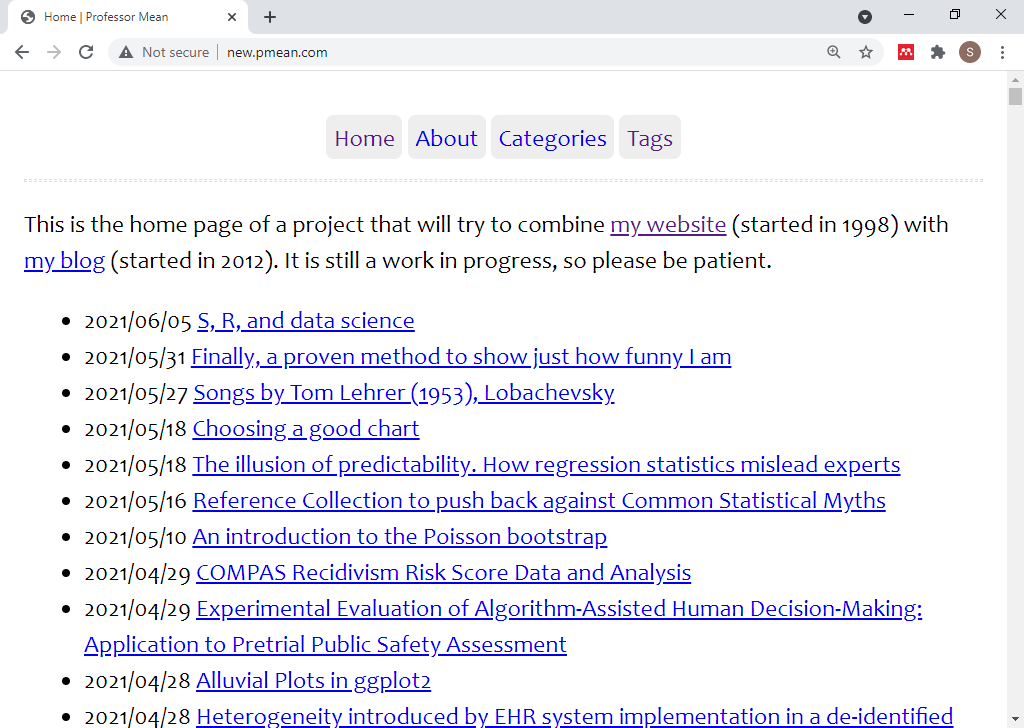 Home | Professor Mean
Not secure | new.pmean.com
S
Home About Categories Tags
This is the home page of a project that will try to combine my website (started in 1998) with
my blog (started in 2012). It is still a work in progress, so please be patient.
• 2021/06/05 S, R, and data science
• 2021/05/31 Finally, a proven method to show just how funny I am
• 2021/05/27 Songs by Tom Lehrer (1953), Lobachevsky
• 2021/05/18 Choosing a good chart
• 2021/05/18 The illusion of predictability. How regression statistics mislead experts
• 2021/05/16 Reference Collection to push back against Common Statistical Myths
• 2021/05/10 An introduction to the Poisson bootstrap
• 2021/04/29 COMPAS Recidivism Risk Score Data and Analysis
• 2021/04/29 Experimental Evaluation of Algorithm-Assisted Human Decision-Making:
Application to Pretrial Public Safety Assessment
• 2021/04/28 Alluvial Plots in ggplot2
• 2021/04/28 Heterogeneity introduced by EHR system implementation in a de-identified